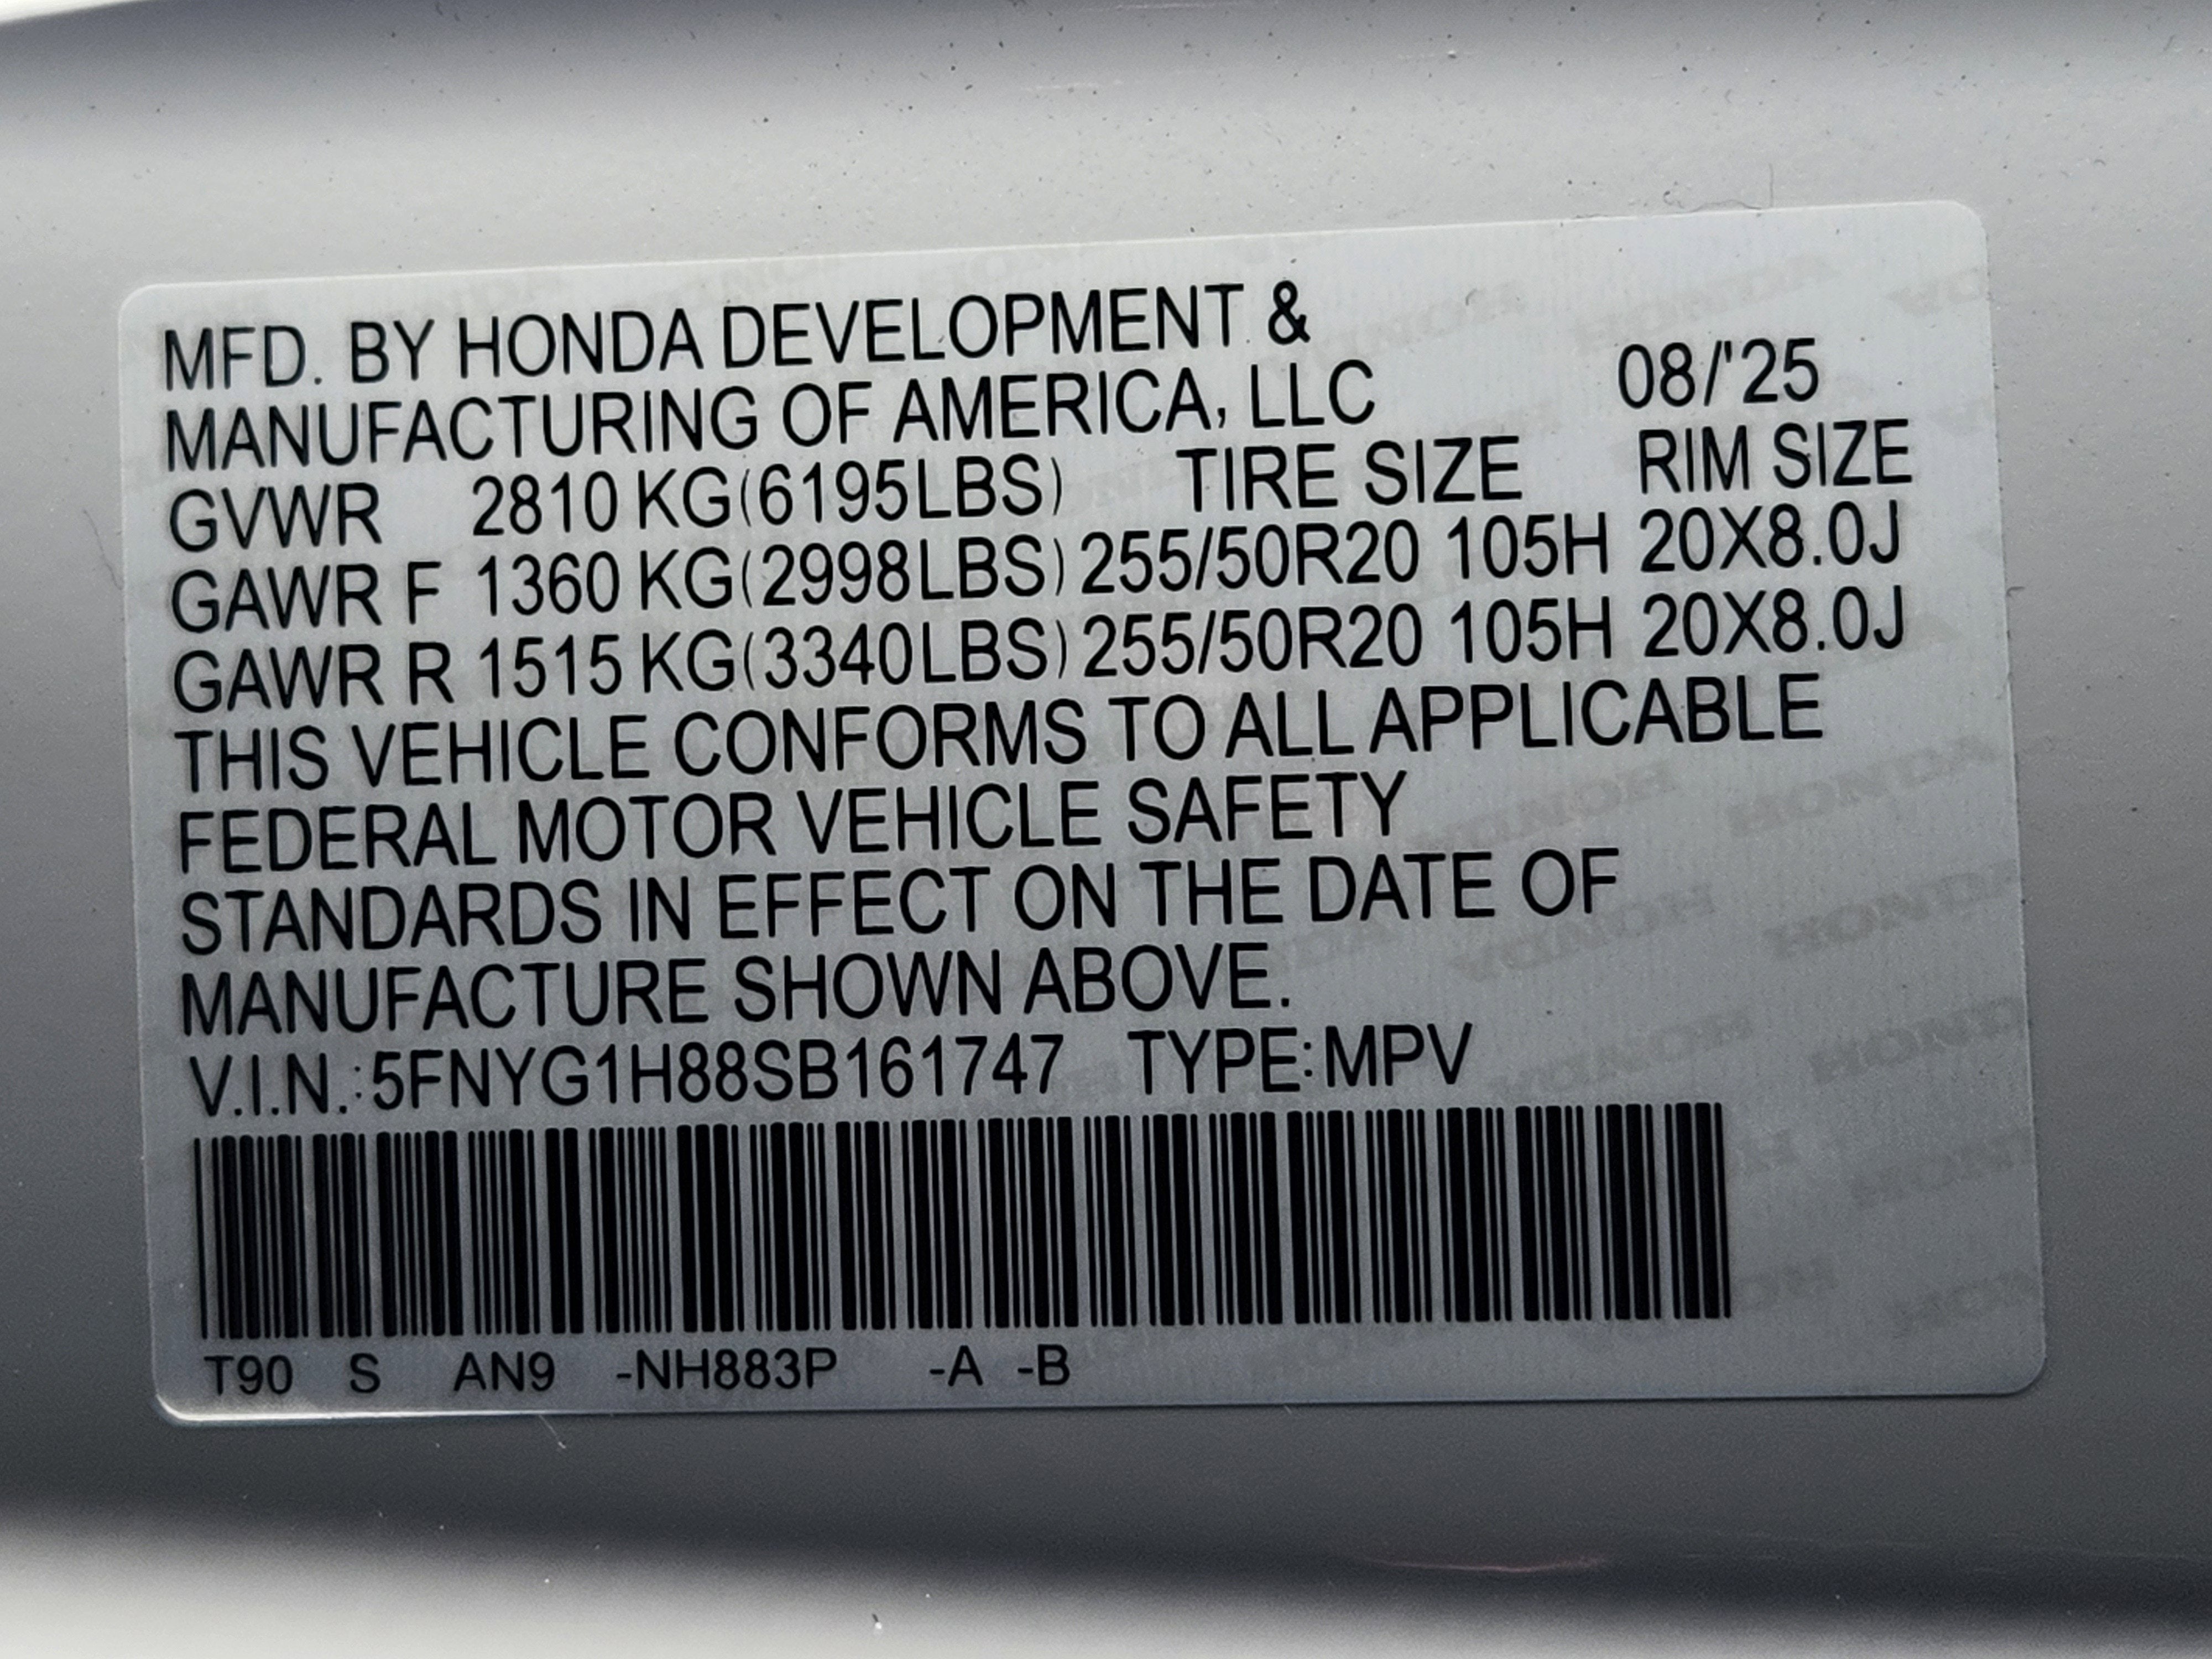 MFD. BY HONDA DEVELOPMENT &
MANUFACTURING OF AMERICA, LLC 08/'25
GVWR 2810 KG(6195LBS) TIRE SIZE RIM SIZE
GAWR F 1360 KG(2998LBS) 255/50R20 105H 20X8.0J
GAWR R 1515 KG(3340LBS) 255/50R20 105H 20X8.0J
THIS VEHICLE CONFORMS TO ALL APPLICABLE
FEDERAL MOTOR VEHICLE SAFETY
STANDARDS IN EFFECT ON THE DATE OF
MANUFACTURE SHOWN ABOVE.
V.I.N.:5FNYG1H88SB161747 TYPE:MPV
T90 S AN9 -NH883P -A -B